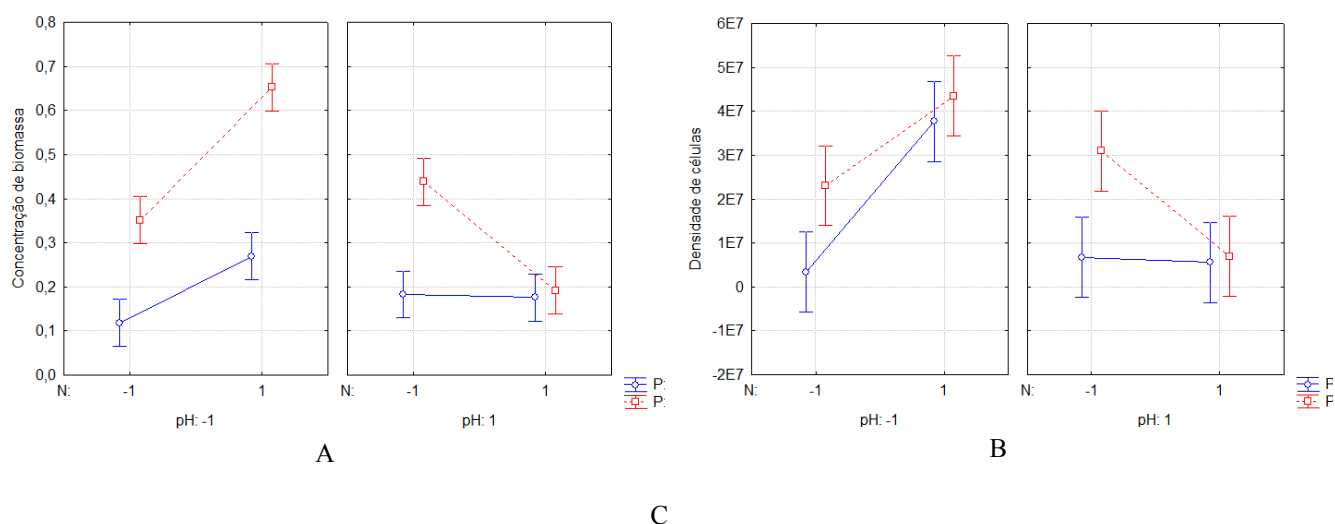 Concentração de biomassa
0,8
0,7
0,6
0,5
0,4
0,3
0,2
0,1
0,0
N: -1 1
pH: -1
N: -1 1
pH: 1
P:
P:
A
Densidade de células
6E7
5E7
4E7
3E7
2E7
1E7
0
-1E7
-2E7
N: -1 1
pH: -1
N: -1 1
pH: 1
P
P
B
C